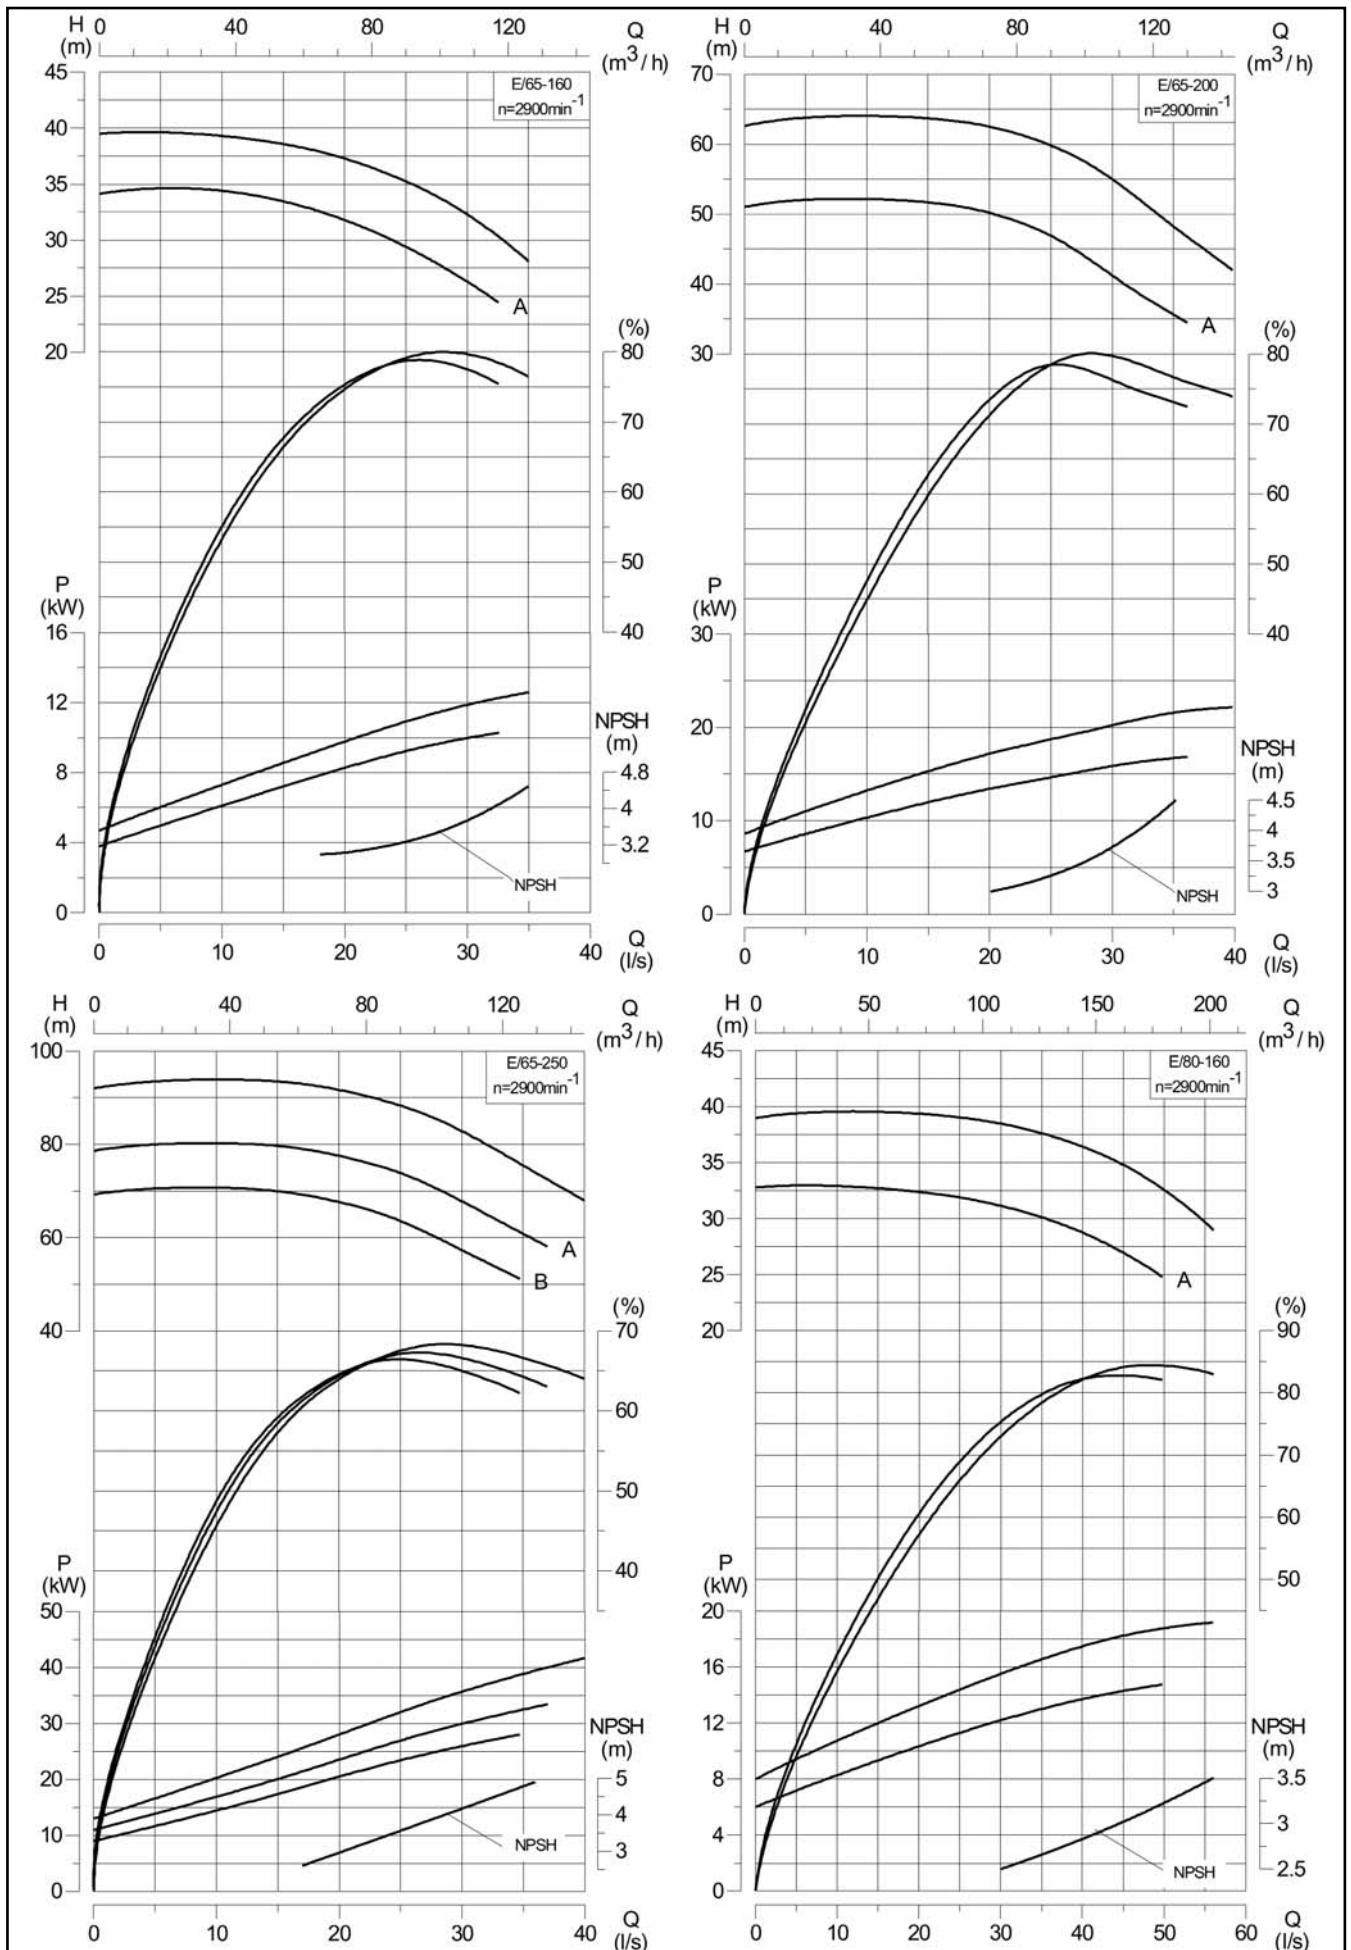 H 0 40 80 120 Q
(m) (m³/h)
45
E/65-160
n=2900min⁻¹
40
35
30
25
A
(%)
20 80
70
60
50
P
(kW)
16 40
12
NPSH
(m)
8
4.8
4
4 3.2
NPSH
0
0 10 20 30 40
Q
(l/s)
H 0 40 80 120 Q
(m) (m³/h)
70
E/65-200
n=2900min⁻¹
60
50
40
A
(%)
30 80
70
60
50
P
(kW)
30 40
20
NPSH
(m)
10
4.5
4
3.5
3
NPSH
0
0 10 20 30 40
Q
(l/s)
H 0 40 80 120 Q
(m) (m³/h)
100
E/65-250
n=2900min⁻¹
80
60
A
B
(%)
40 70
60
50
40
P
(kW)
50
40
30
NPSH
(m)
20
5
4
10
3
NPSH
0
0 10 20 30 40
Q
(l/s)
H 0 50 100 150 200 Q
(m) (m³/h)
45
E/80-160
n=2900min⁻¹
40
35
30
25
A
(%)
20 90
80
70
60
50
P
(kW)
20
16
12
NPSH
(m)
8 3.5
3
4
2.5
NPSH
0
0 10 20 30 40 50 60
Q
(l/s)